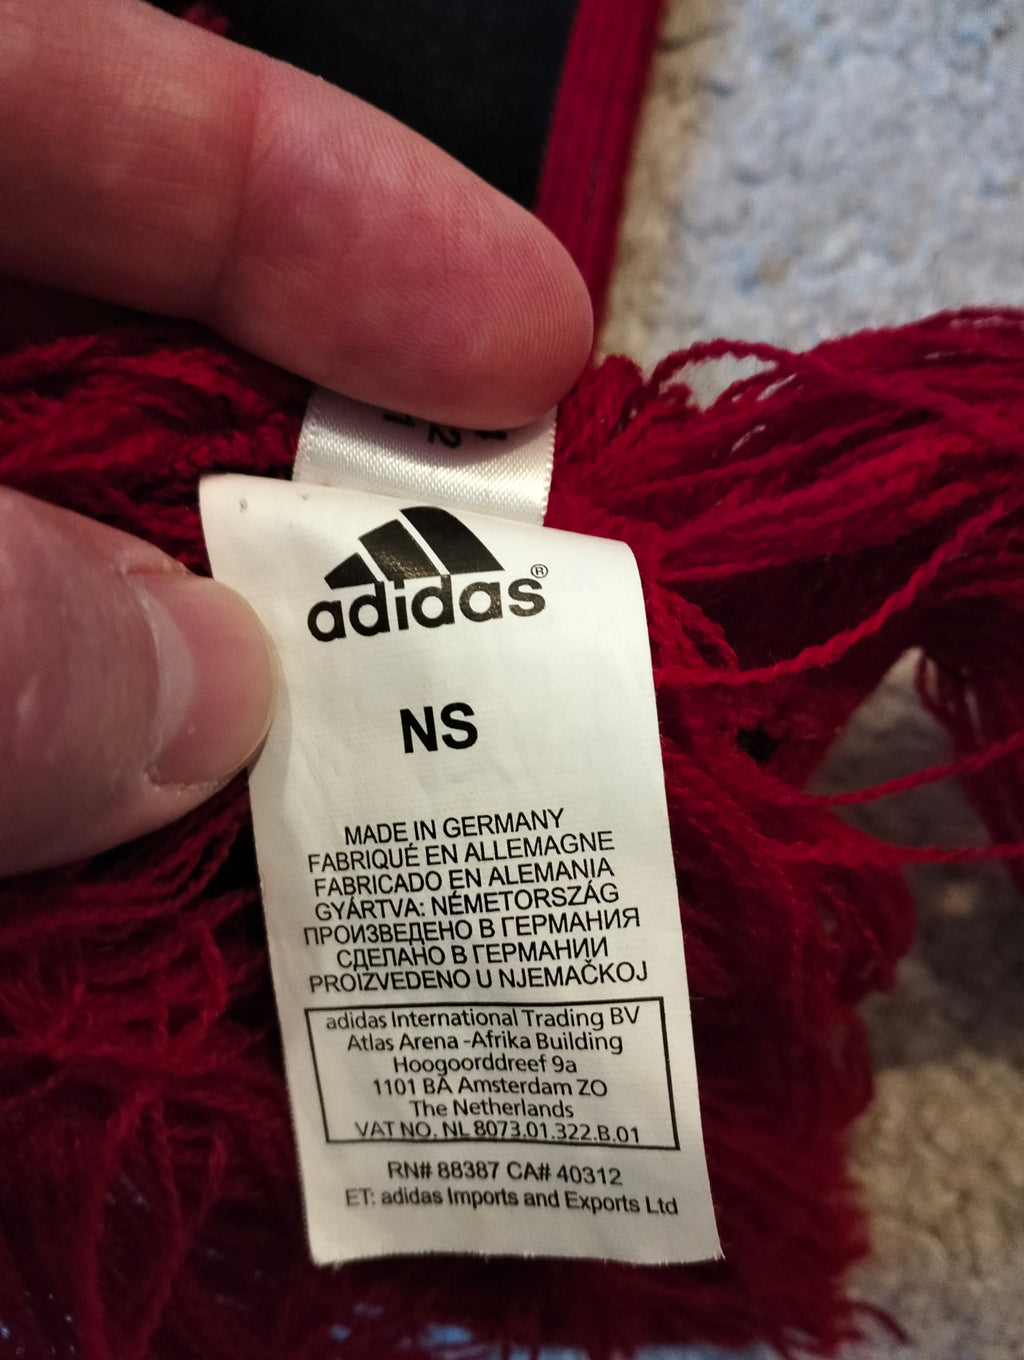 adidas®
NS
MADE IN GERMANY
FABRIQUÉ EN ALLEMAGNE
FABRICADO EN ALEMANIA
GYÁRTVA: NÉMETORSZÁG
ПРОИЗВЕДЕНО В ГЕРМАНИЯ
СДЕЛАНО В ГЕРМАНИИ
PROIZVEDENO U NJEMAČKOJ
adidas International Trading BV
Atlas Arena -Afrika Building
Hoogoorddreef 9a
1101 BA Amsterdam ZO
The Netherlands
VAT NO. NL 8073.01.322.B.01
RN# 88387 CA# 40312
ET: adidas Imports and Exports Ltd